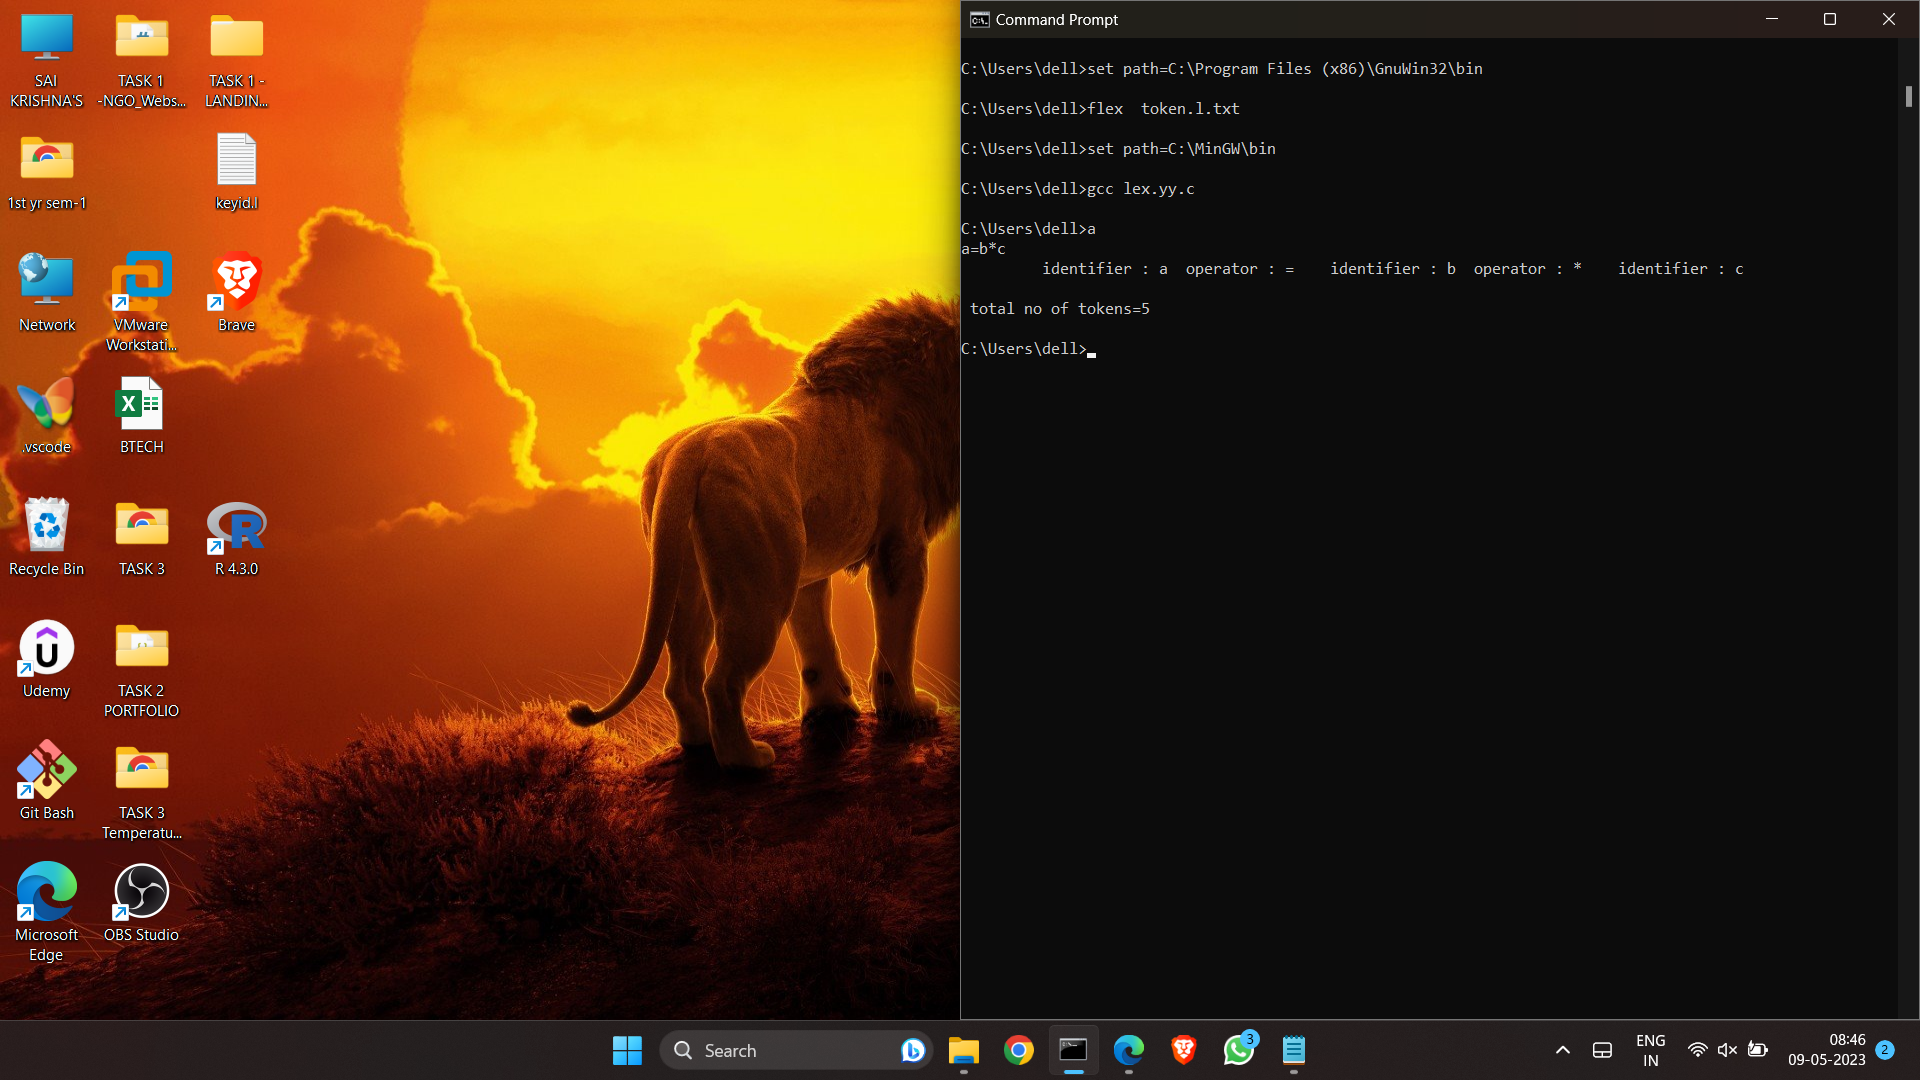 SAI
KRISHNA'S
TASK 1
-NGO_Webs...
TASK 1 -
LANDIN...
1st yr sem-1
keyid.l
Network
VMware
Workstati...
Brave
.vscode
BTECH
Recycle Bin
TASK 3
R 4.3.0
Udemy
TASK 2
PORTFOLIO
Git Bash
TASK 3
Temperatu...
Microsoft
Edge
OBS Studio
Command Prompt
C:\Users\dell>set path=C:\Program Files (x86)\GnuWin32\bin
C:\Users\dell>flex  token.l.txt
C:\Users\dell>set path=C:\MinGW\bin
C:\Users\dell>gcc lex.yy.c
C:\Users\dell>a
a=b*c
identifier : a  operator : =    identifier : b  operator : *    identifier : c
total no of tokens=5
C:\Users\dell>
Search
3
ENG
IN
08:46
09-05-2023
2